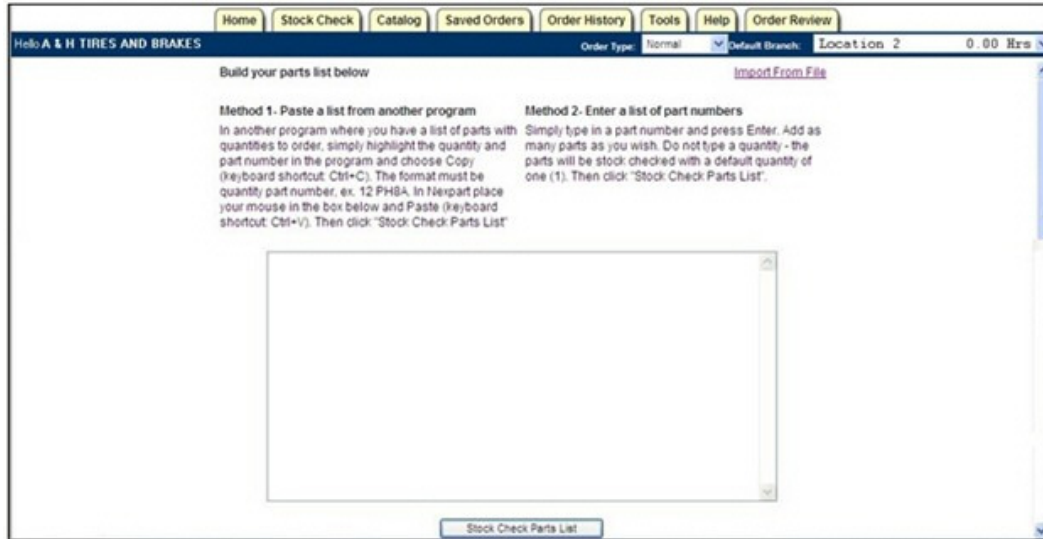 Home Stock Check Catalog Saved Orders Order History Tools Help Order Review
Hello A & H TIRES AND BRAKES Order Type: Normal Default Branch: Location 2 0.00 Hrs
Build your parts list below Import From File
Method 1- Paste a list from another program
In another program where you have a list of parts with
quantities to order, simply highlight the quantity and
part number in the program and choose Copy
(keyboard shortcut: Ctrl+C). The format must be
quantity part number, ex. 12 PH8A. In Nexpart place
your mouse in the box below and Paste (keyboard
shortcut: Ctrl+V). Then click "Stock Check Parts List"
Method 2- Enter a list of part numbers
Simply type in a part number and press Enter. Add as
many parts as you wish. Do not type a quantity - the
parts will be stock checked with a default quantity of
one (1). Then click "Stock Check Parts List".
Stock Check Parts List